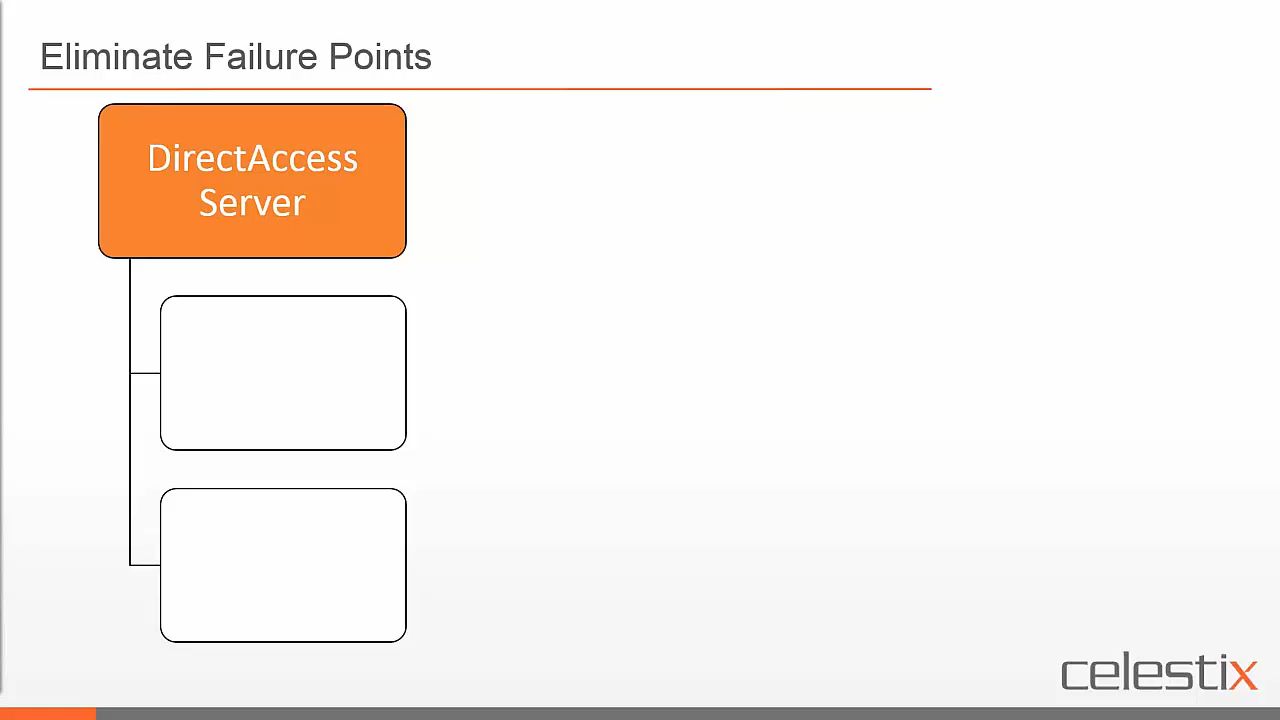 Eliminate Failure Points
DirectAccess
Server
celestix